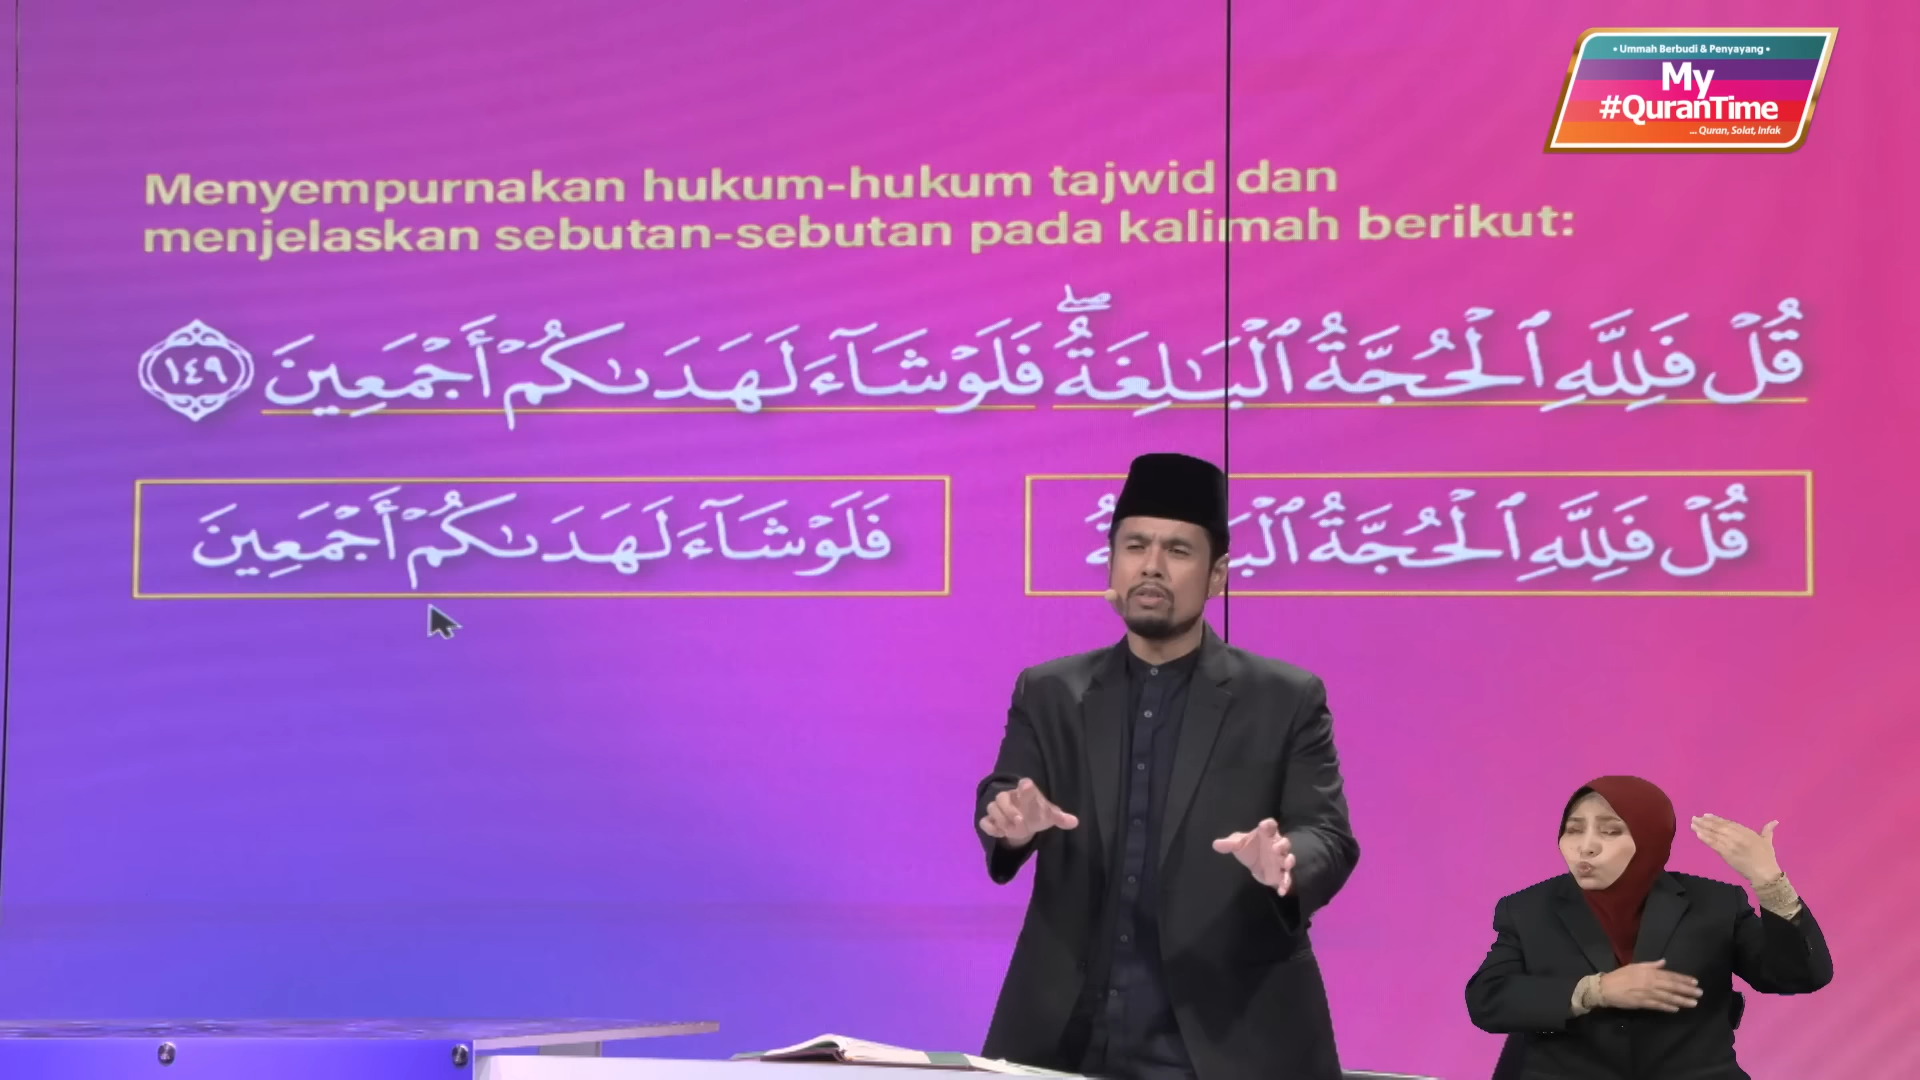 • Ummah Berbudi & Penyayang •
My
#QuranTime
... Quran, Solat, Infak
Menyempurnakan hukum-hukum tajwid dan
menjelaskan sebutan-sebutan pada kalimah berikut:
قُلْ فَلِلَّهِ ٱلْحُجَّةُ ٱلْبَـٰلِغَةُ ۖ فَلَوْ شَآءَ لَهَدَىٰكُمْ أَجْمَعِينَ ١٤٩
قُلْ فَلِلَّهِ ٱلْحُجَّةُ
فَلَوْ شَآءَ لَهَدَىٰكُمْ أَجْمَعِينَ